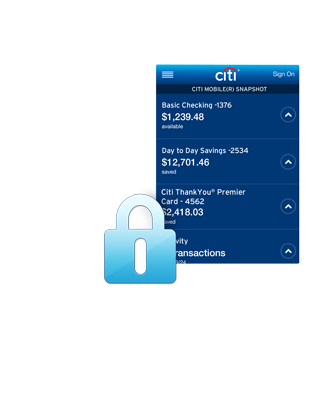 citi
Sign On
CITI MOBILE(R) SNAPSHOT
Basic Checking -1376
$1,239.48
available
Day to Day Savings -2534
$12,701.46
saved
Citi ThankYou® Premier
Card - 4562
$2,418.03